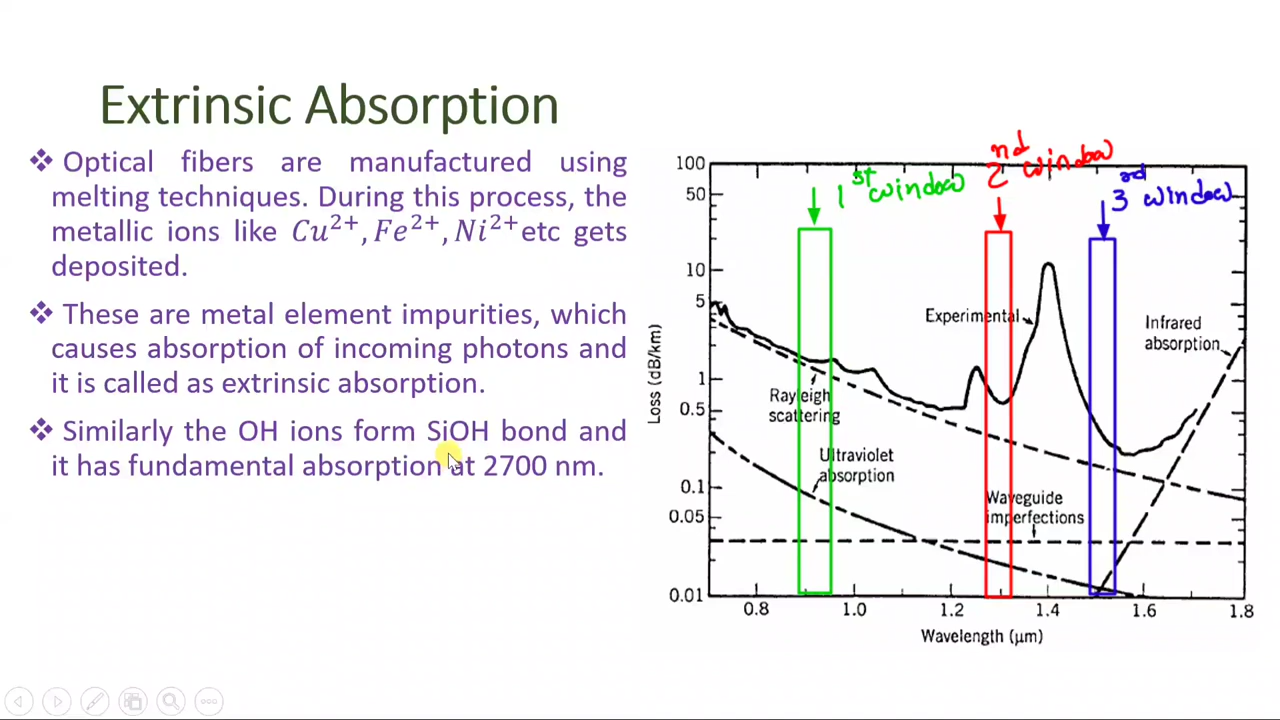 Extrinsic Absorption
❖ Optical fibers are manufactured using
melting techniques. During this process, the
metallic ions like Cu²⁺, Fe²⁺, Ni²⁺ etc gets
deposited.
❖ These are metal element impurities, which
causes absorption of incoming photons and
it is called as extrinsic absorption.
❖ Similarly the OH ions form SiOH bond and
it has fundamental absorption at 2700 nm.
1st window
2nd window
3rd window
100
50
10
5
1
0.5
0.1
0.05
0.01
Loss (dB/km)
Experimental
Infrared
absorption
Rayleigh
scattering
Ultraviolet
absorption
Waveguide
imperfections
0.8 1.0 1.2 1.4 1.6 1.8
Wavelength (μm)